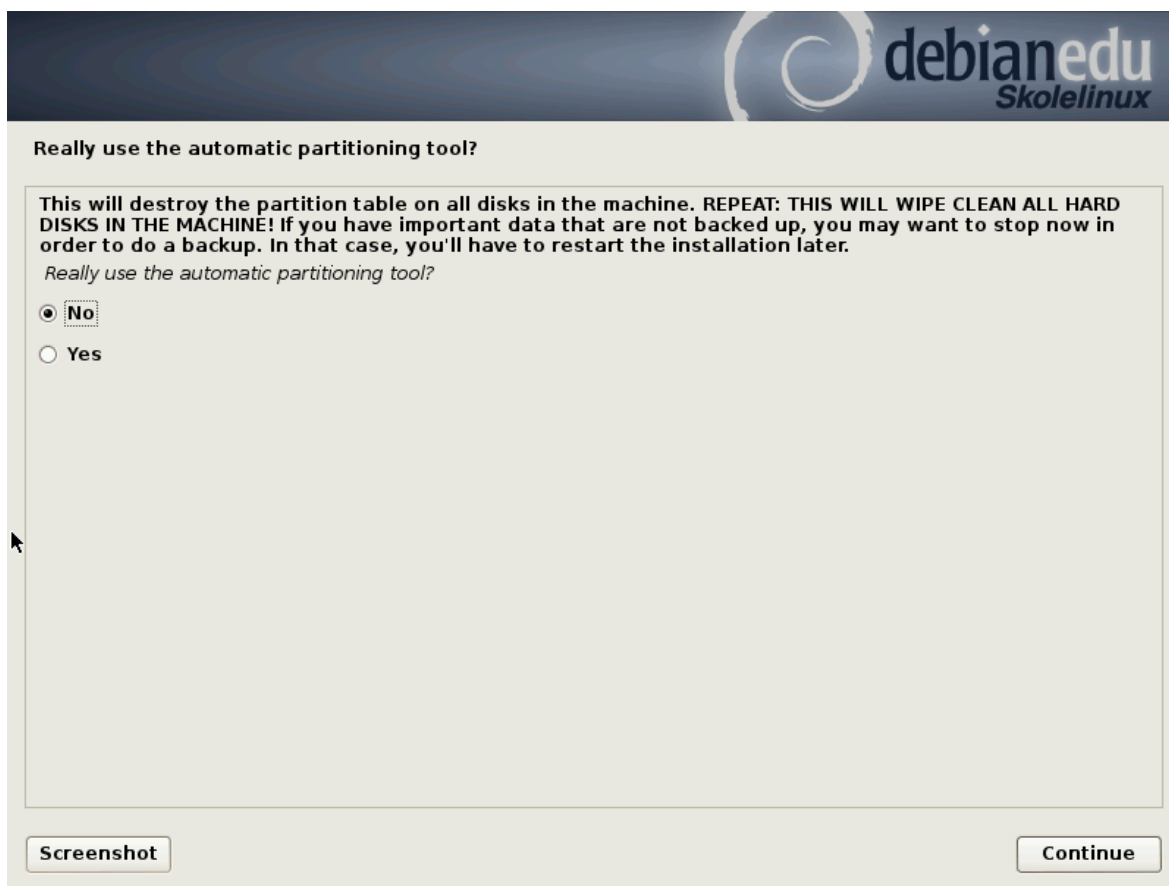 debianedu
Skolelinux
Really use the automatic partitioning tool?
This will destroy the partition table on all disks in the machine. REPEAT: THIS WILL WIPE CLEAN ALL HARD
DISKS IN THE MACHINE! If you have important data that are not backed up, you may want to stop now in
order to do a backup. In that case, you'll have to restart the installation later.
Really use the automatic partitioning tool?
No
Yes
Screenshot
Continue